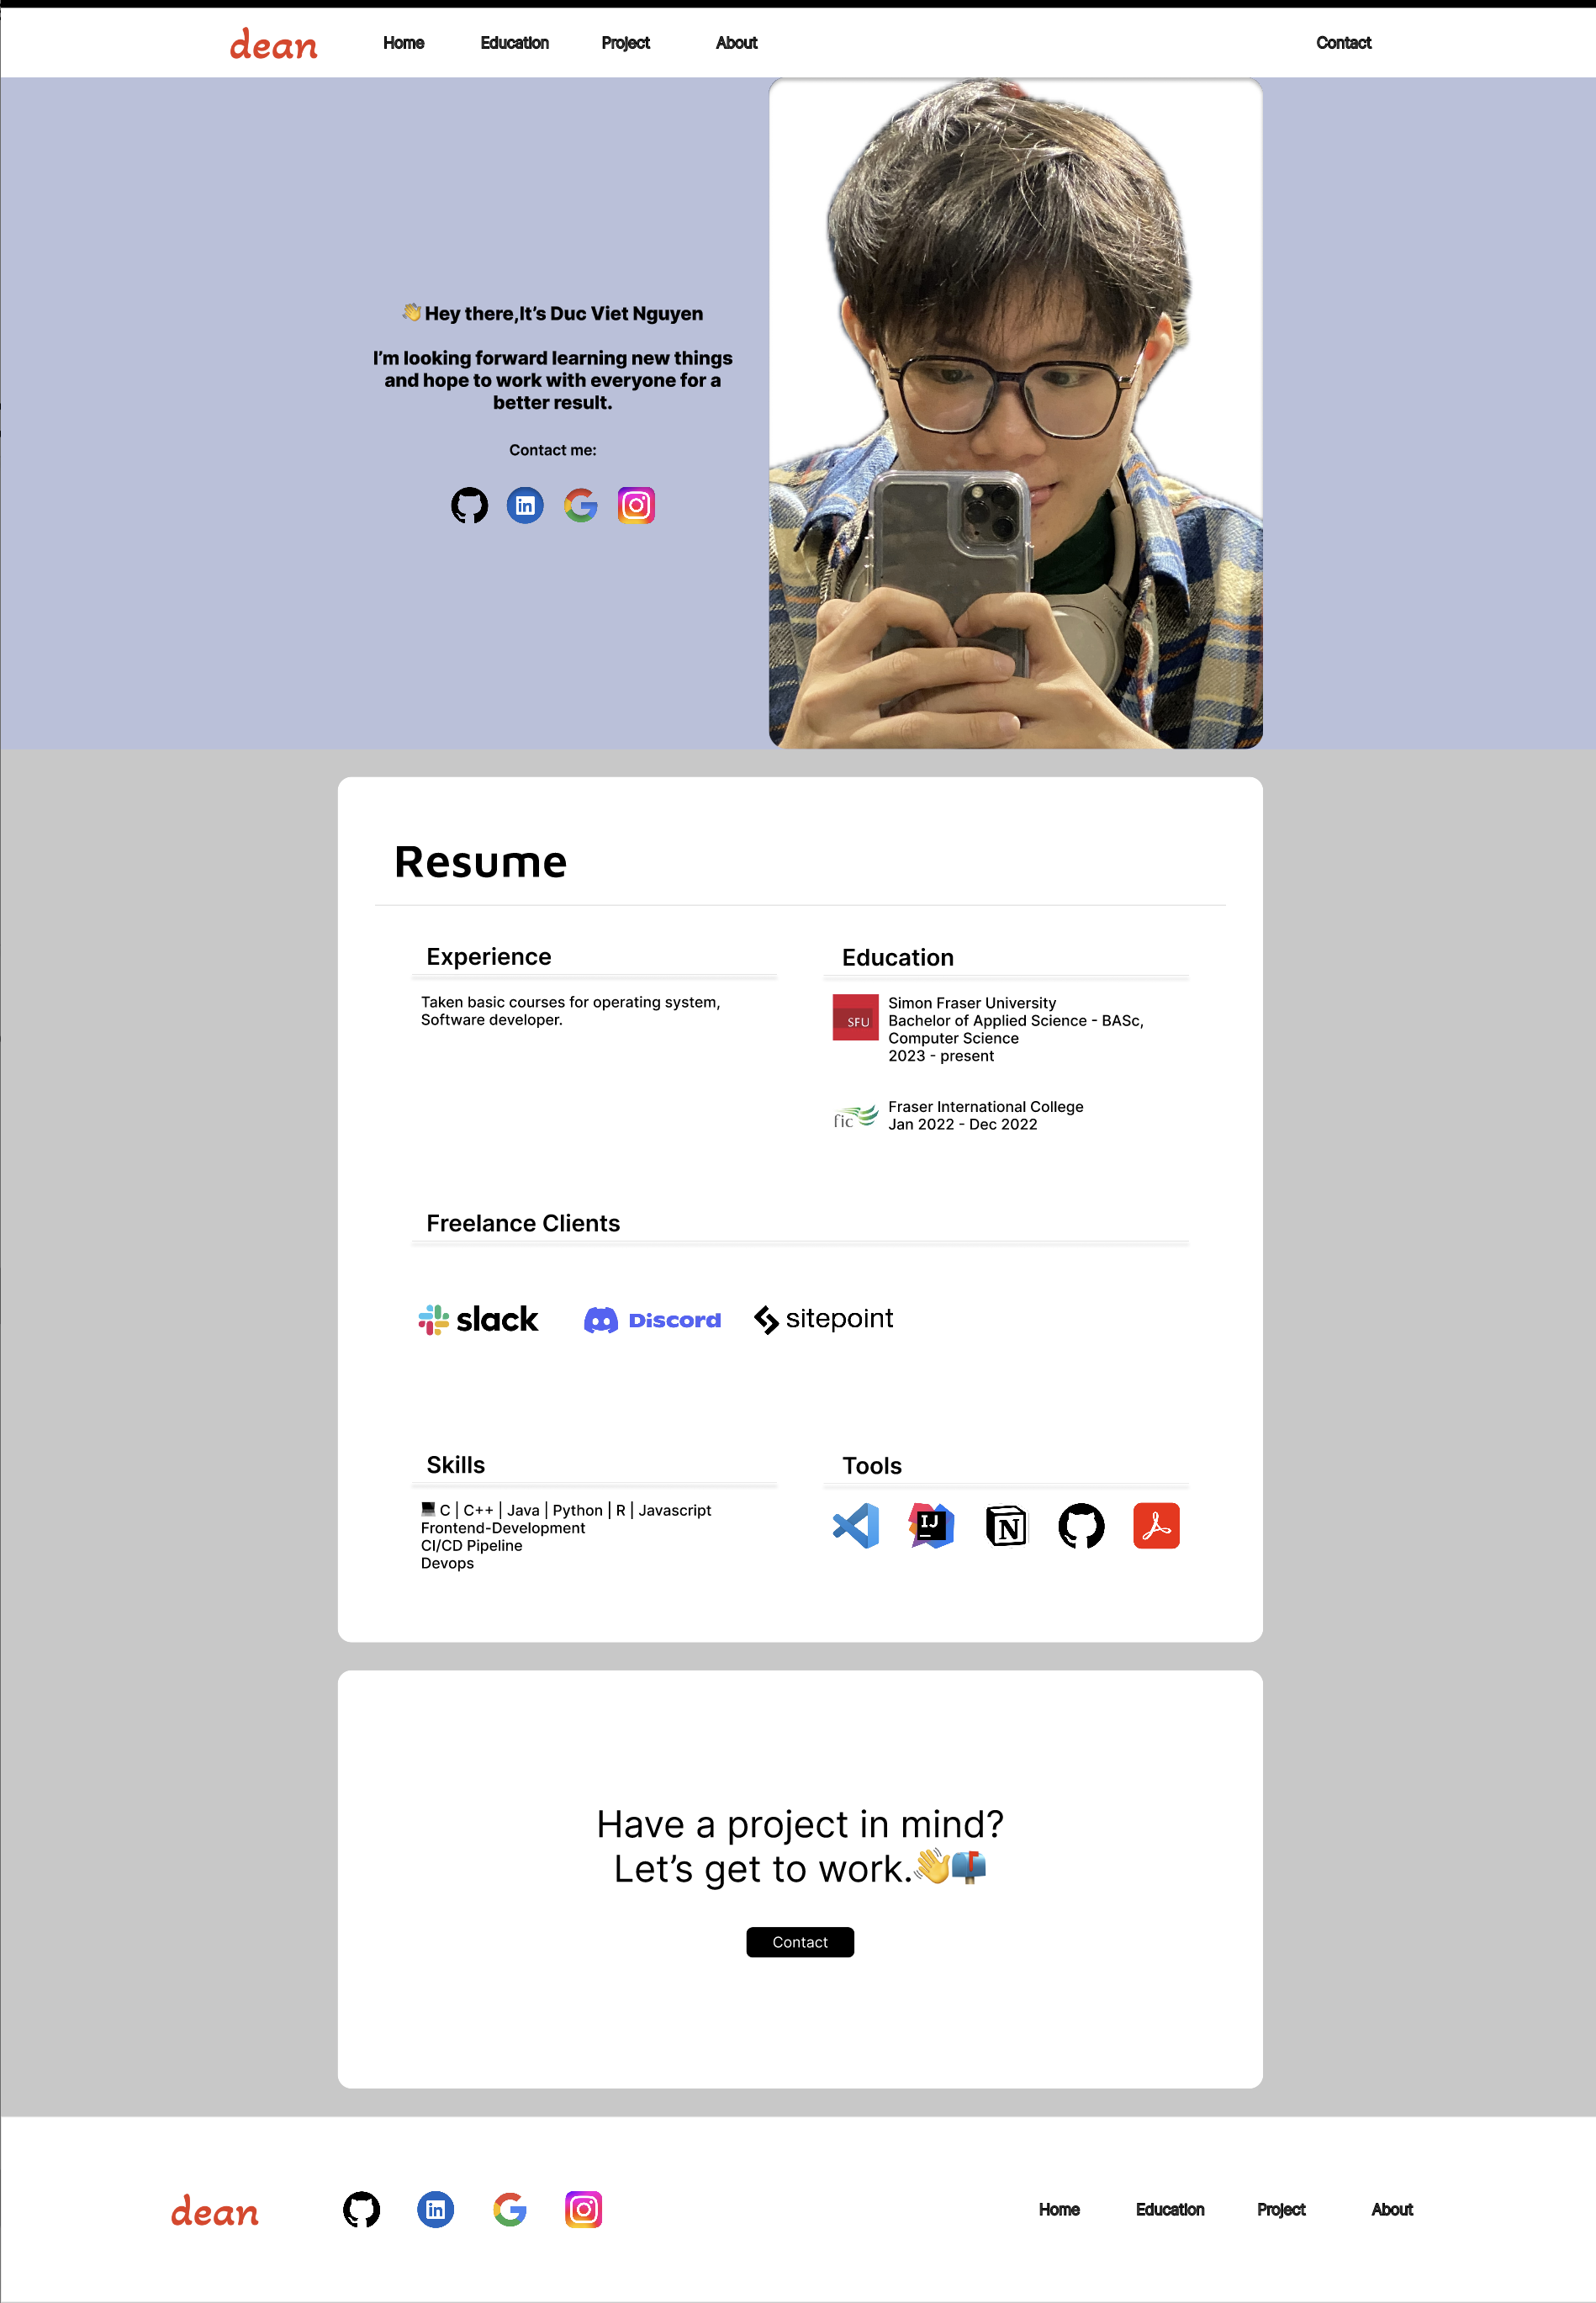 dean Home Education Project About Contact
👋 Hey there,It's Duc Viet Nguyen
I'm looking forward learning new things
and hope to work with everyone for a
better result.
Contact me:
in
Resume
Experience
Taken basic courses for operating system,
Software developer.
Education
SFU
Simon Fraser University
Bachelor of Applied Science - BASc,
Computer Science
2023 - present
fic
Fraser International College
Jan 2022 - Dec 2022
Freelance Clients
slack Discord sitepoint
Skills
💻 C | C++ | Java | Python | R | Javascript
Frontend-Development
CI/CD Pipeline
Devops
Tools
IJ N
Have a project in mind?
Let's get to work.👋📫
Contact
dean in Home Education Project About